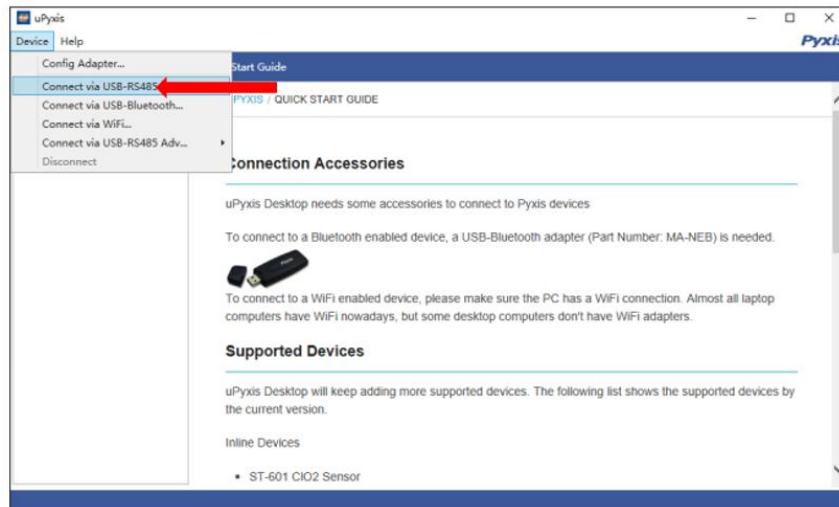 uPyxis
Device Help
Pyxis
Config Adapter...
Connect via USB-RS485
Connect via USB-Bluetooth...
Connect via WiFi...
Connect via USB-RS485 Adv...
Disconnect
Start Guide
PYXIS / QUICK START GUIDE
Connection Accessories
uPyxis Desktop needs some accessories to connect to Pyxis devices
To connect to a Bluetooth enabled device, a USB-Bluetooth adapter (Part Number: MA-NEB) is needed.
To connect to a WiFi enabled device, please make sure the PC has a WiFi connection. Almost all laptop
computers have WiFi nowadays, but some desktop computers don't have WiFi adapters.
Supported Devices
uPyxis Desktop will keep adding more supported devices. The following list shows the supported devices by
the current version.
Inline Devices
• ST-601 ClO2 Sensor